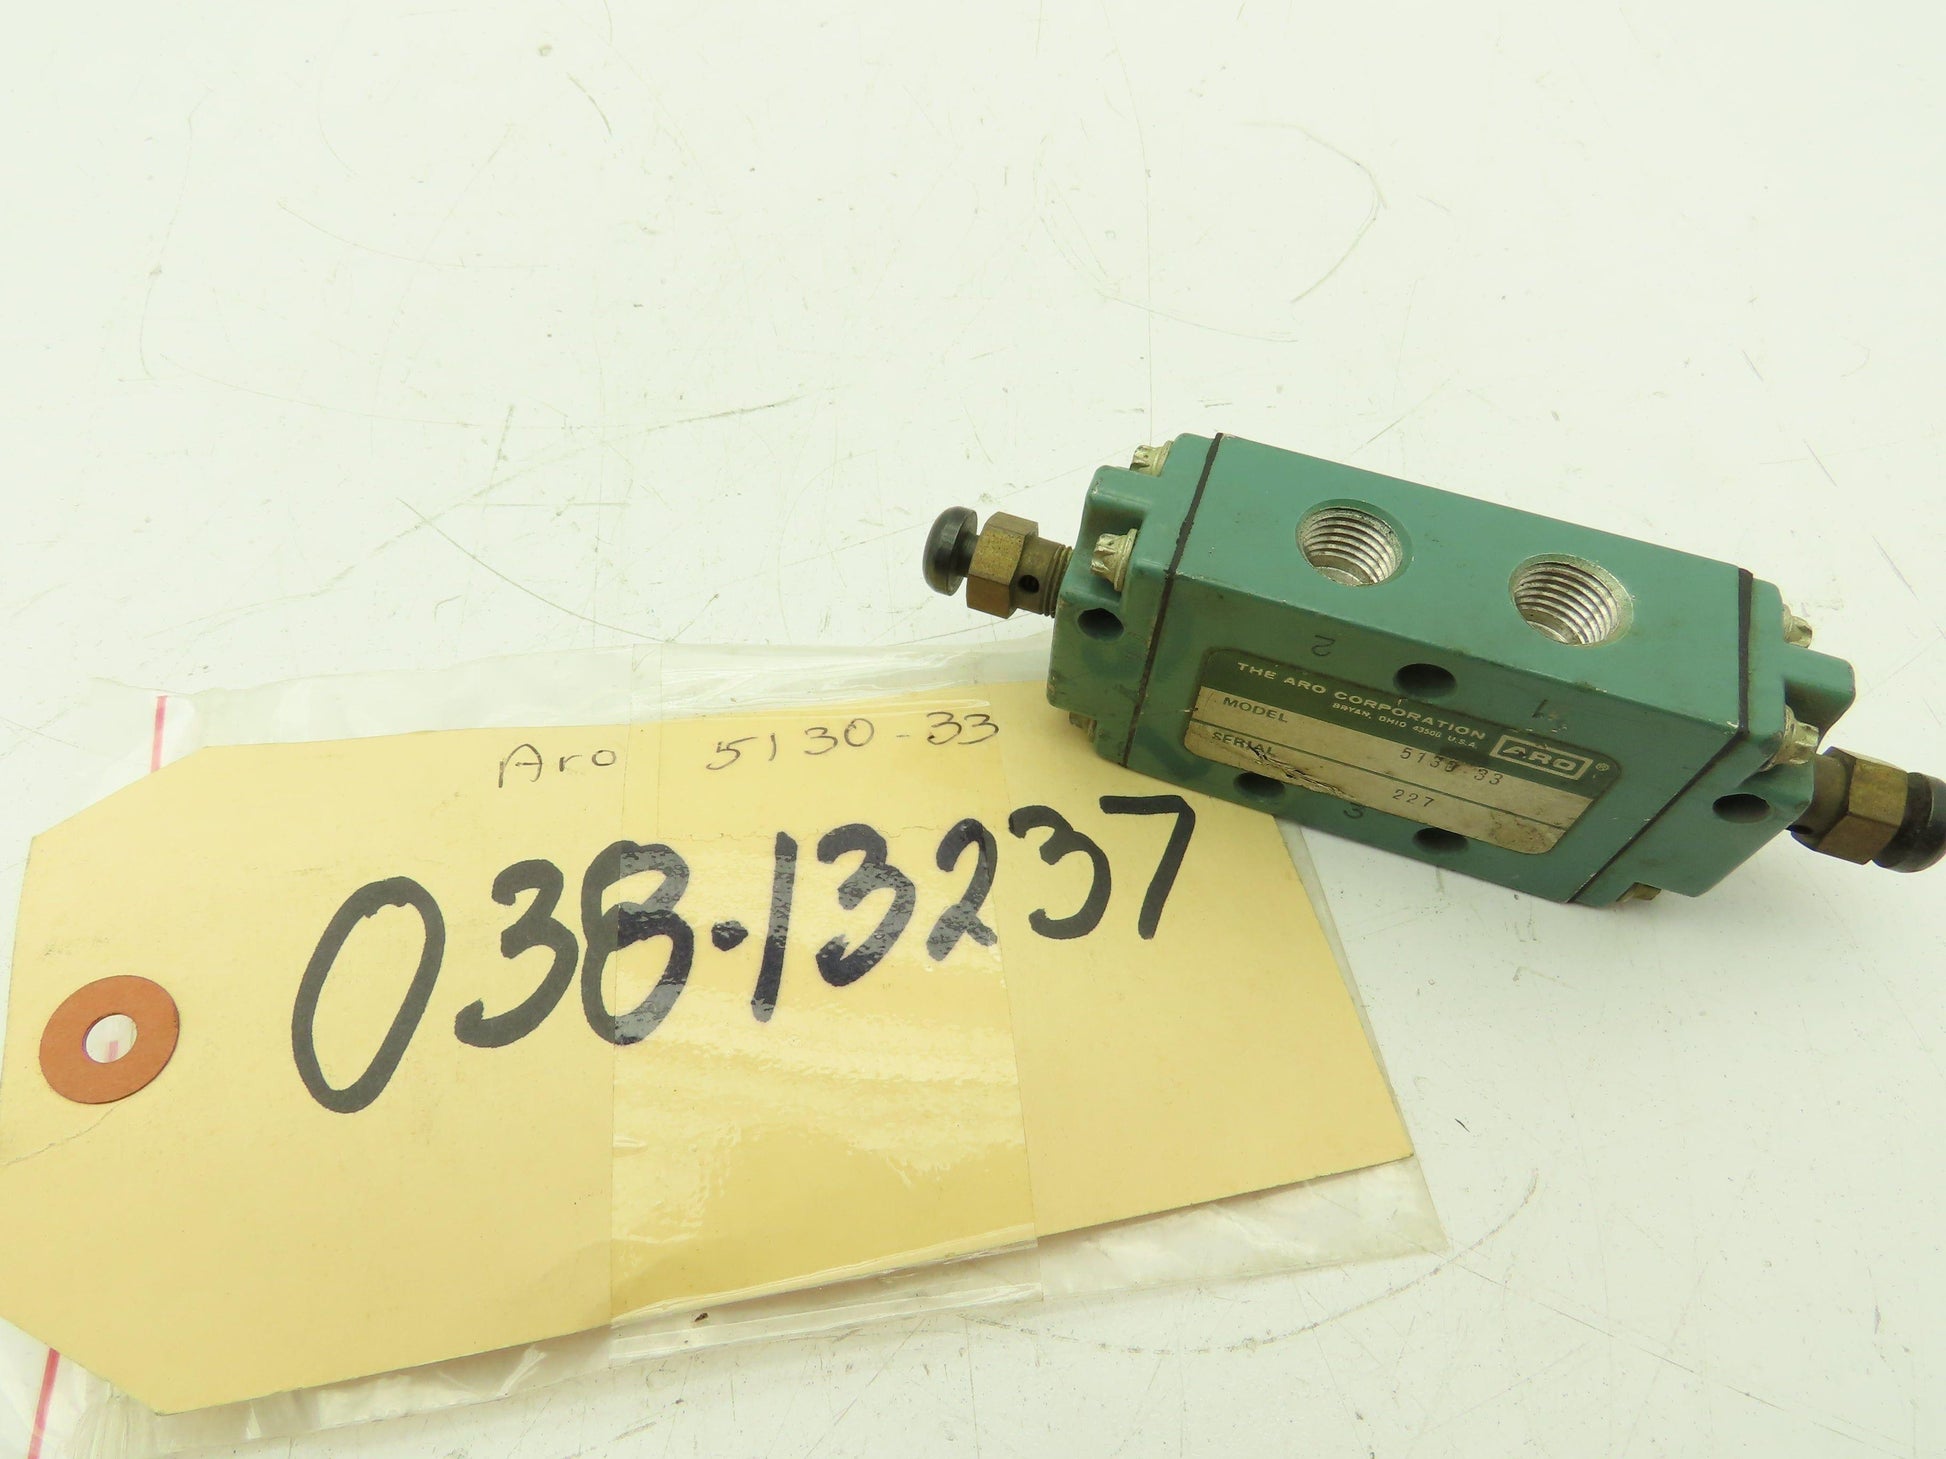 Aro 5130-33
038-13237
2
THE ARO CORPORATION
BRYAN, OHIO 43506 U.S.A.
ARO ®
MODEL 5130-33
SERIAL 227
3